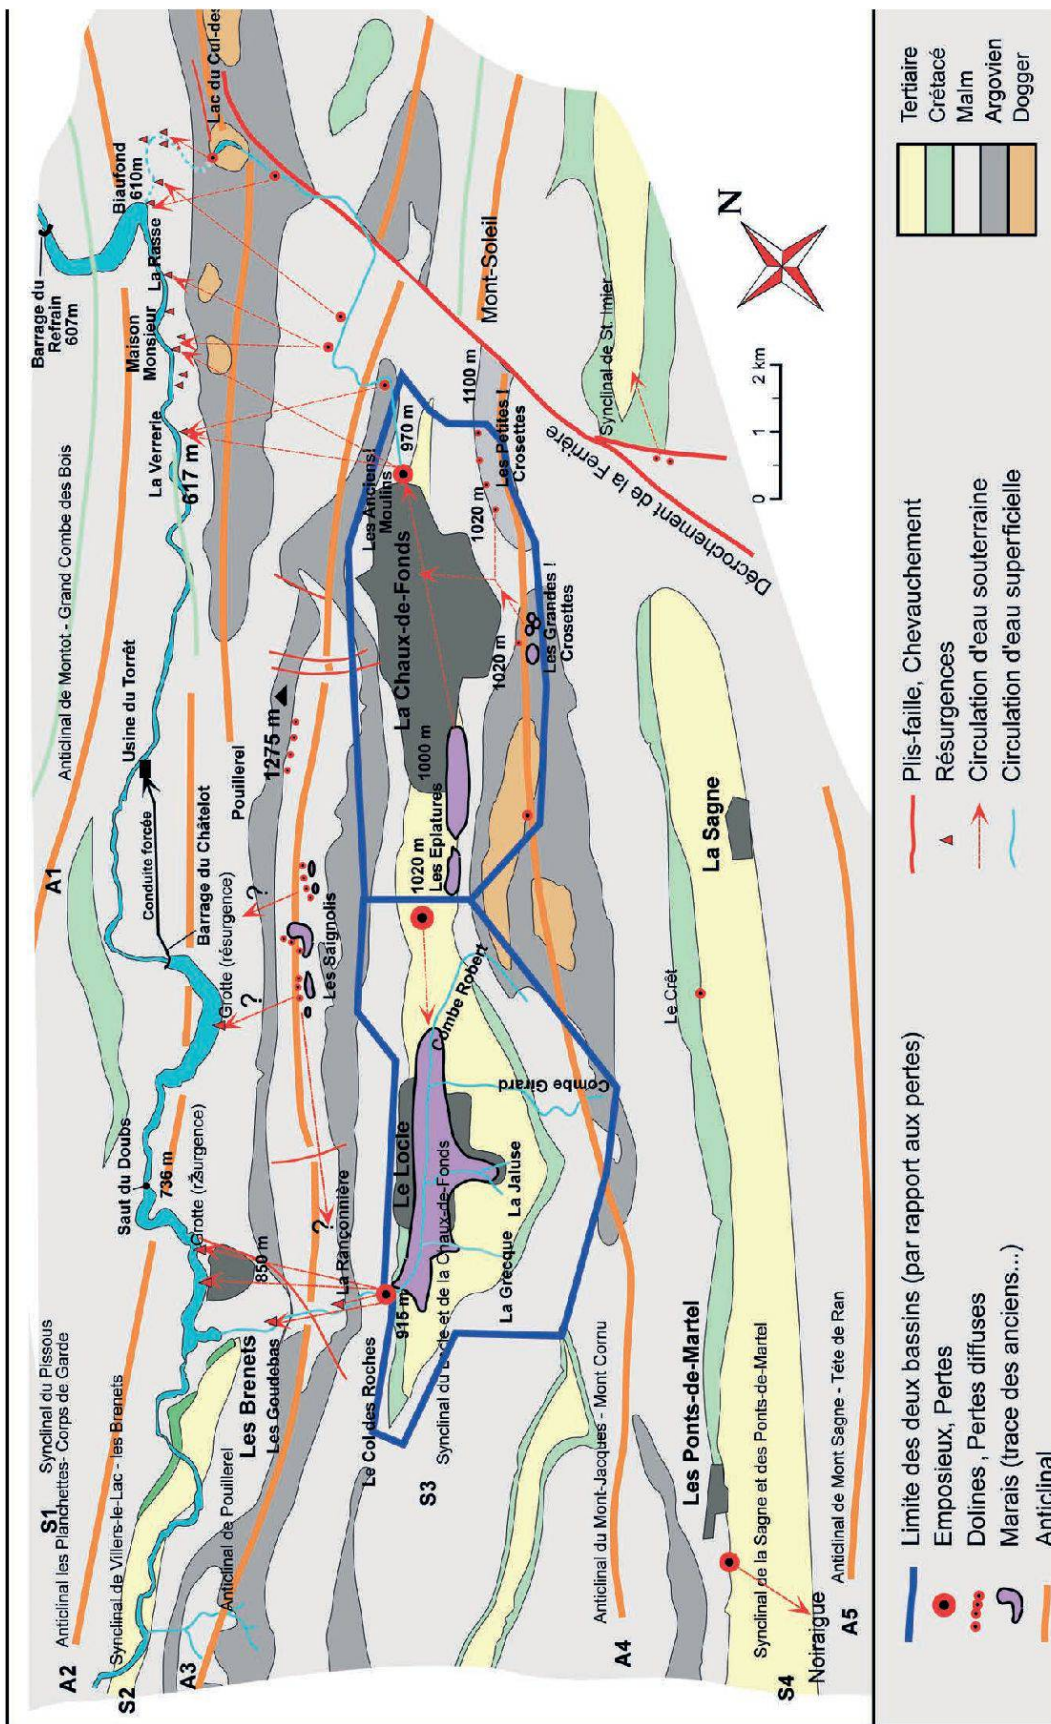 S1
Synclinal du Pissous
Anticlinal les Planchettes- Corps de Garde
A2
Synclinal de Villers-le-Lac - les Brenets
S2
A3
Anticlinal de Pouillerel
A1
Anticlinal de Montot - Grand Combe des Bois
Saut du Doubs
736 m
Grotte
Conduite forcée
Usine du Torrêt
Barrage du Châtelot
Grotte (résurgence)
?
?
Pouillerel
1275 m
Les Saignolis
La Verrerie
617 m
Maison
Monsieur
La Rasse
Biaufond
610m
Barrage du
Refrain
607m
Lac du Cul-des
850 m
Les Brenets
Les Goudebas
La Rançonnière
?
Le Col des Roches
915 m
Le Locle
S3
Synclinal du Locle et de la Chaux-de-Fonds
La Grecque
La Jaluse
Combe Girard
Combe Robert
1020 m
Les Eplatures
1000 m
La Chaux-de-Fonds
Les Anciens!
Moulins
970 m
1020 m
Les Grandes !
Crosettes
1020 m
Les Petites !
Crosettes
1100 m
Mont-Soleil
Décrochement de la Ferrière
Synclinal de St. Imier
Anticlinal du Mont-Jacques - Mont Cornu
A4
Les Ponts-de-Martel
Le Crêt
La Sagne
Synclinal de la Sagne et des Ponts-de-Martel
S4
Noiraigue
Anticlinal de Mont Sagne - Tête de Ran
A5
N
0 1 2 km
Limite des deux bassins (par rapport aux pertes)
Emposieux, Pertes
Dolines, Pertes diffuses
Marais (trace des anciens...)
Anticlinal
Plis-faille, Chevauchement
Résurgences
Circulation d'eau souteraine
Circulation d'eau superficielle
Tertiaire
Crétacé
Malm
Argovien
Dogger